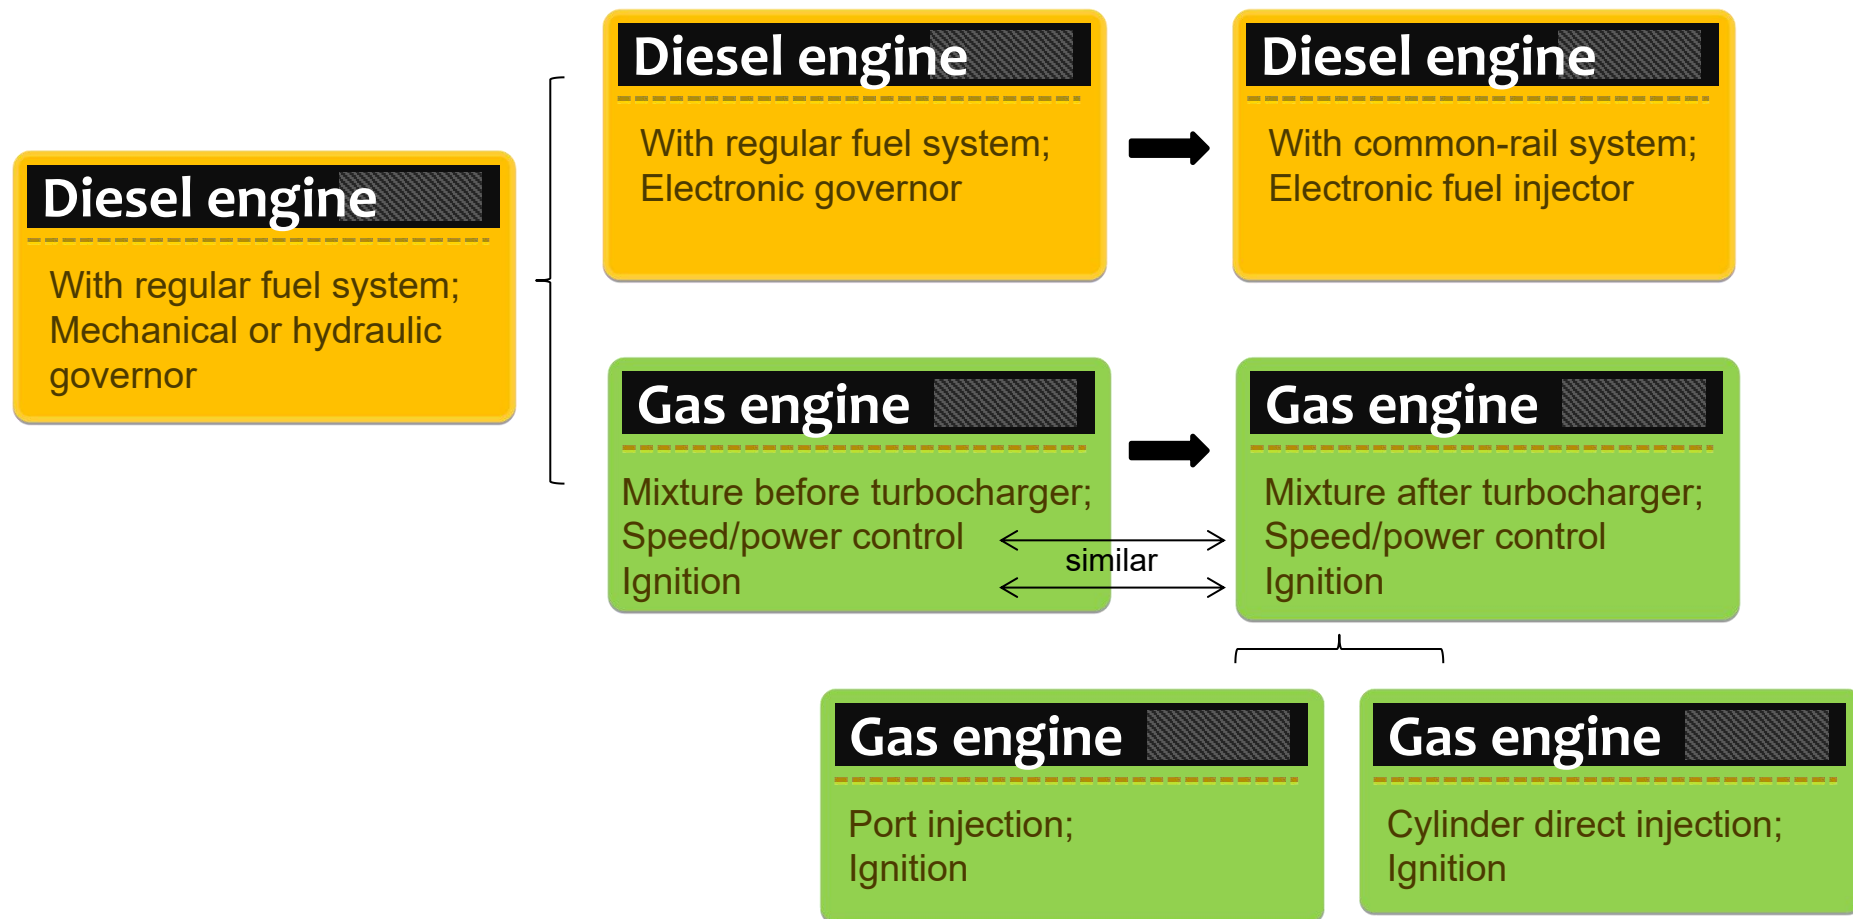 Diesel engine
With regular fuel system;
Mechanical or hydraulic
governor
Diesel engine
With regular fuel system;
Electronic governor
Diesel engine
With common-rail system;
Electronic fuel injector
Gas engine
Mixture before turbocharger;
Speed/power control
Ignition
similar
Gas engine
Mixture after turbocharger;
Speed/power control
Ignition
Gas engine
Port injection;
Ignition
Gas engine
Cylinder direct injection;
Ignition